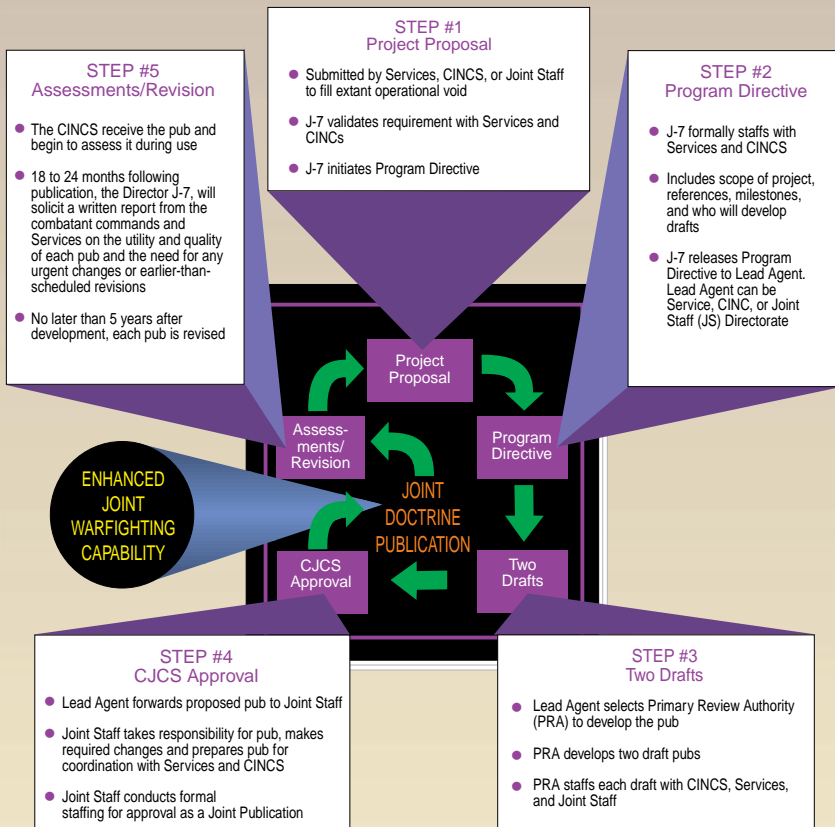 STEP #1
Project Proposal
Submitted by Services, CINCS, or Joint Staff
to fill extant operational void
J-7 validates requirement with Services and
CINCs
J-7 initiates Program Directive
STEP #2
Program Directive
J-7 formally staffs with
Services and CINCS
Includes scope of project,
references, milestones,
and who will develop
drafts
J-7 releases Program
Directive to Lead Agent.
Lead Agent can be
Service, CINC, or Joint
Staff (JS) Directorate
STEP #3
Two Drafts
Lead Agent selects Primary Review Authority
(PRA) to develop the pub
PRA develops two draft pubs
PRA staffs each draft with CINCS, Services,
and Joint Staff
STEP #4
CJCS Approval
Lead Agent forwards proposed pub to Joint Staff
Joint Staff takes responsibility for pub, makes
required changes and prepares pub for
coordination with Services and CINCS
Joint Staff conducts formal
staffing for approval as a Joint Publication
STEP #5
Assessments/Revision
The CINCS receive the pub and
begin to assess it during use
18 to 24 months following
publication, the Director J-7, will
solicit a written report from the
combatant commands and
Services on the utility and quality
of each pub and the need for any
urgent changes or earlier-than-
scheduled revisions
No later than 5 years after
development, each pub is revised
Project
Proposal
Program
Directive
Two
Drafts
CJCS
Approval
Assess-
ments/
Revision
JOINT
DOCTRINE
PUBLICATION
ENHANCED
JOINT
WARFIGHTING
CAPABILITY